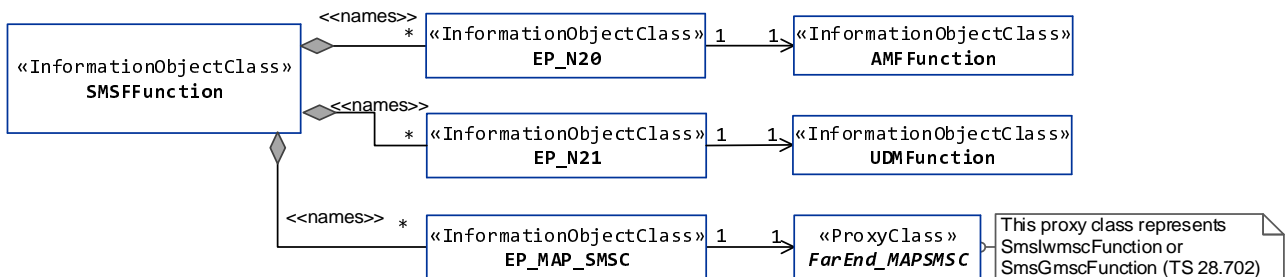 <<names>>
*
«InformationObjectClass»
SMSFFunction
«InformationObjectClass»
EP_N20
1
1
«InformationObjectClass»
AMFFunction
<<names>>
*
«InformationObjectClass»
EP_N21
1
1
«InformationObjectClass»
UDMFunction
<<names>>
*
«InformationObjectClass»
EP_MAP_SMSC
1
1
«ProxyClass»
FarEnd_MAPSMSC
This proxy class represents
SmsIwmscFunction or
SmsGmscFunction (TS 28.702)